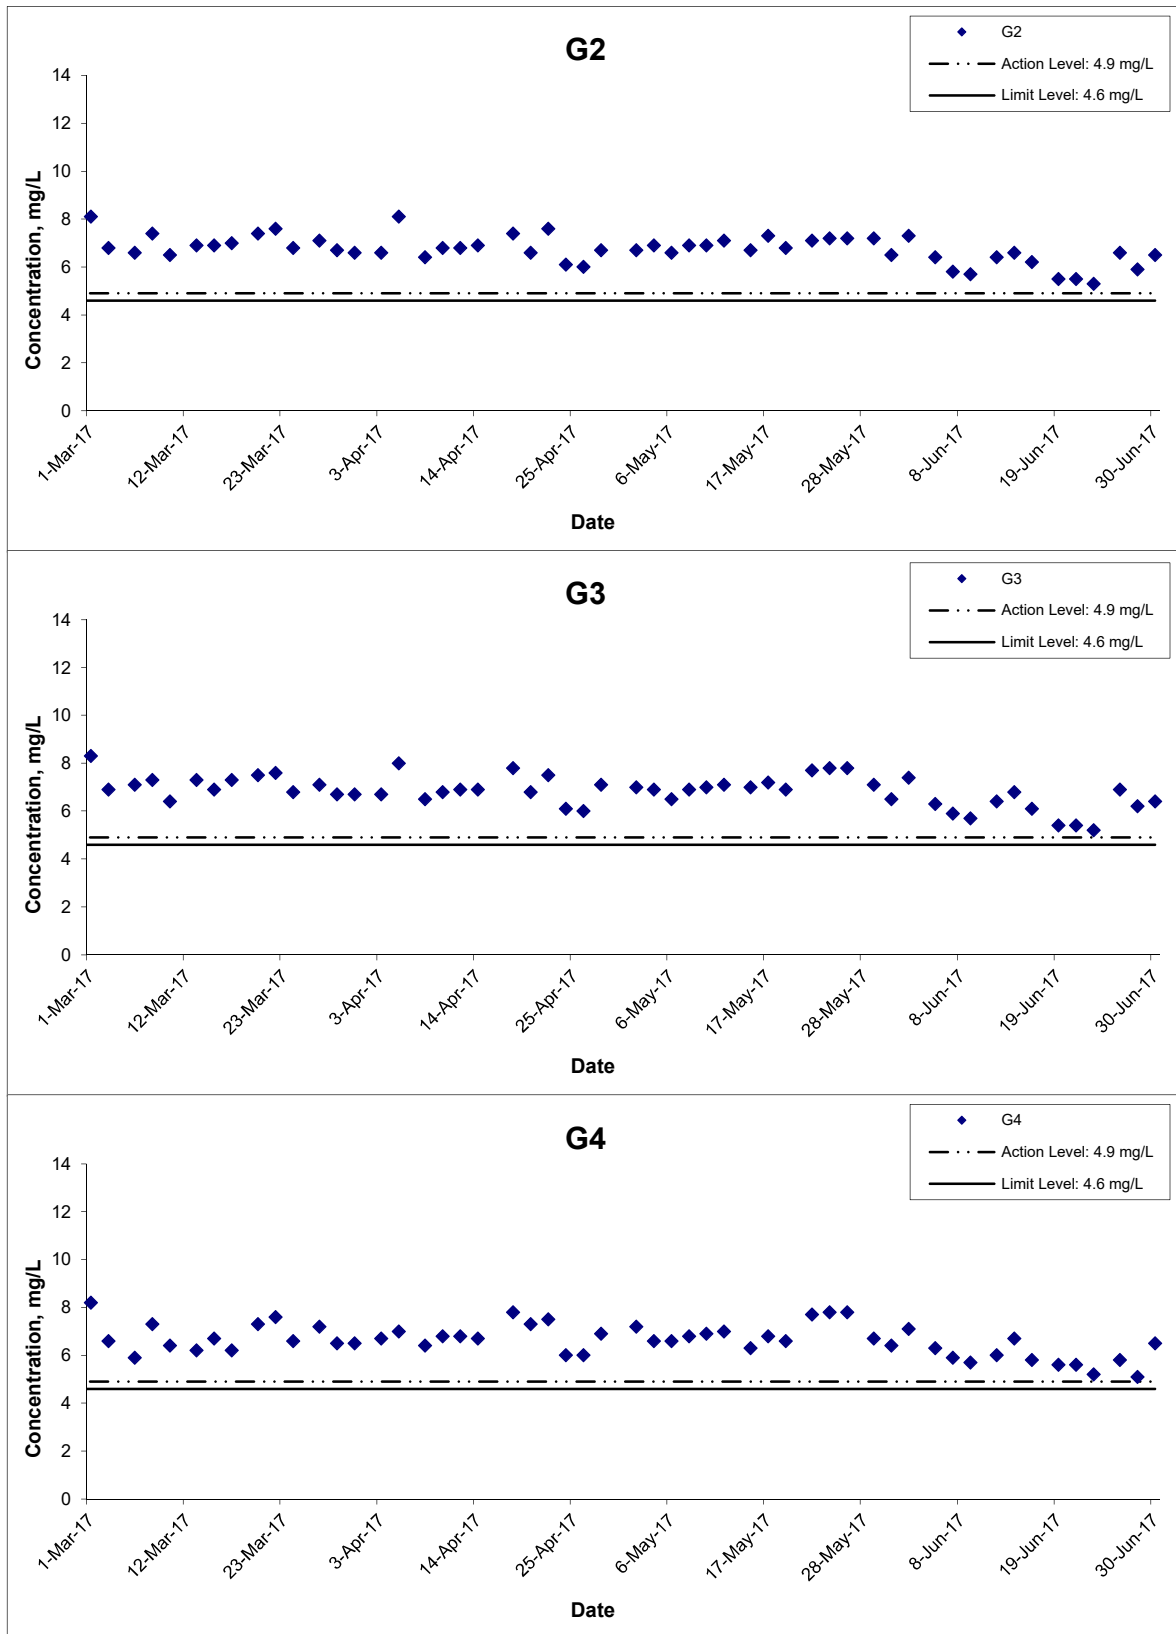 G2
G2
Action Level: 4.9 mg/L
Limit Level: 4.6 mg/L
Concentration, mg/L
14
12
10
8
6
4
2
0
1-Mar-17
12-Mar-17
23-Mar-17
3-Apr-17
14-Apr-17
25-Apr-17
6-May-17
17-May-17
28-May-17
8-Jun-17
19-Jun-17
30-Jun-17
Date
G3
G3
Action Level: 4.9 mg/L
Limit Level: 4.6 mg/L
Concentration, mg/L
14
12
10
8
6
4
2
0
1-Mar-17
12-Mar-17
23-Mar-17
3-Apr-17
14-Apr-17
25-Apr-17
6-May-17
17-May-17
28-May-17
8-Jun-17
19-Jun-17
30-Jun-17
Date
G4
G4
Action Level: 4.9 mg/L
Limit Level: 4.6 mg/L
Concentration, mg/L
14
12
10
8
6
4
2
0
1-Mar-17
12-Mar-17
23-Mar-17
3-Apr-17
14-Apr-17
25-Apr-17
6-May-17
17-May-17
28-May-17
8-Jun-17
19-Jun-17
30-Jun-17
Date